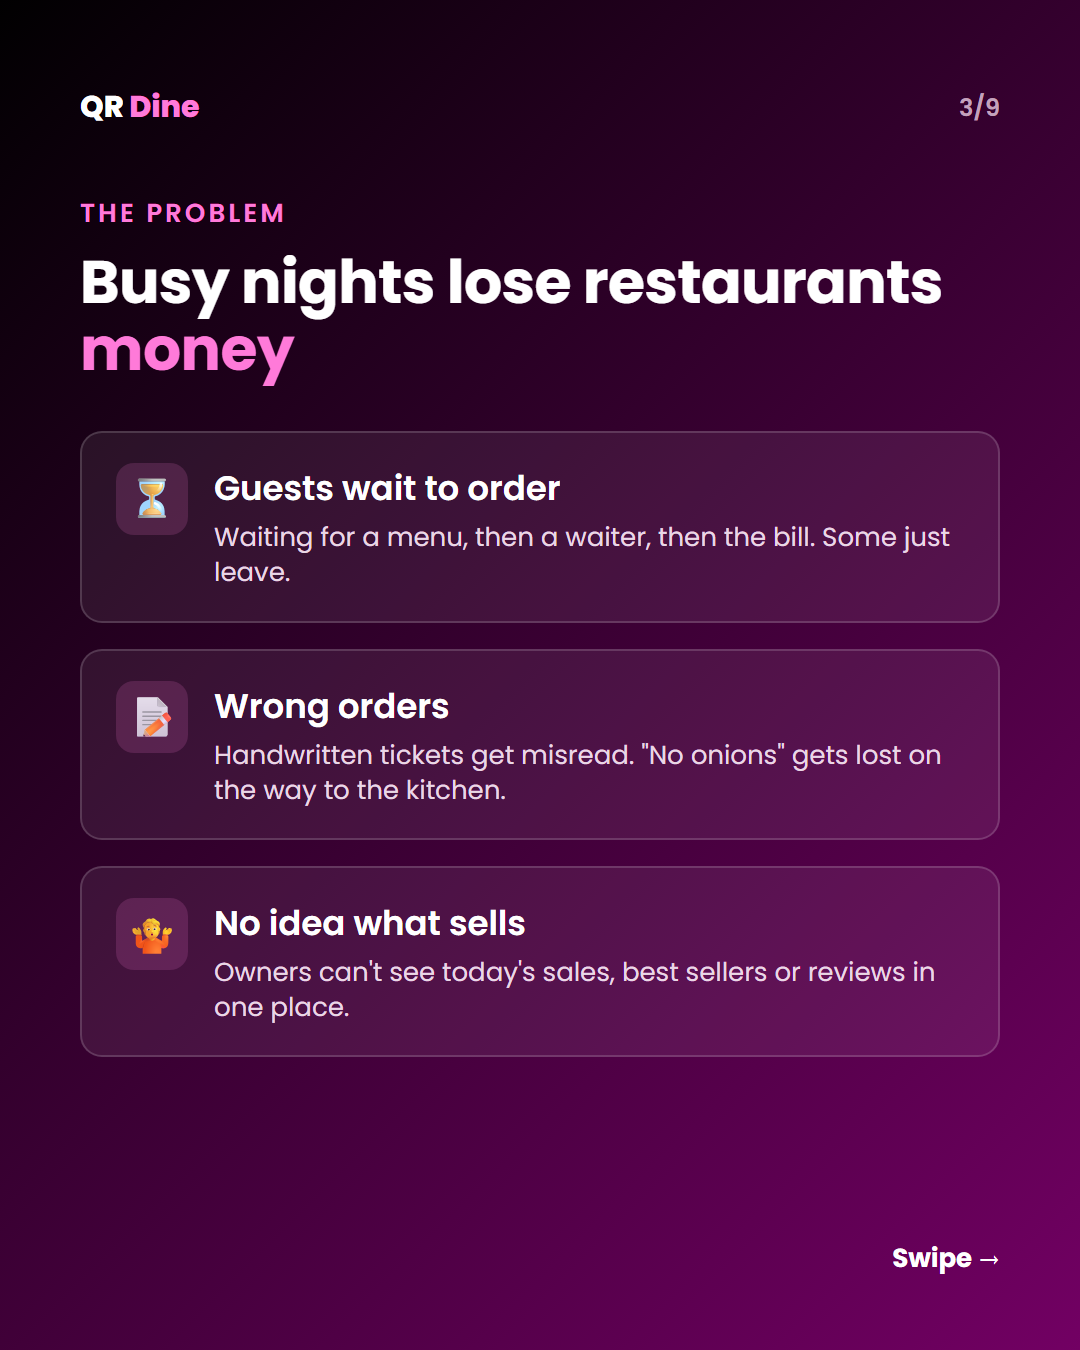 QR Dine
3/9
THE PROBLEM
Busy nights lose restaurants
money
Guests wait to order
Waiting for a menu, then a waiter, then the bill. Some just
leave.
Wrong orders
Handwritten tickets get misread. "No onions" gets lost on
the way to the kitchen.
No idea what sells
Owners can't see today's sales, best sellers or reviews in
one place.
Swipe →